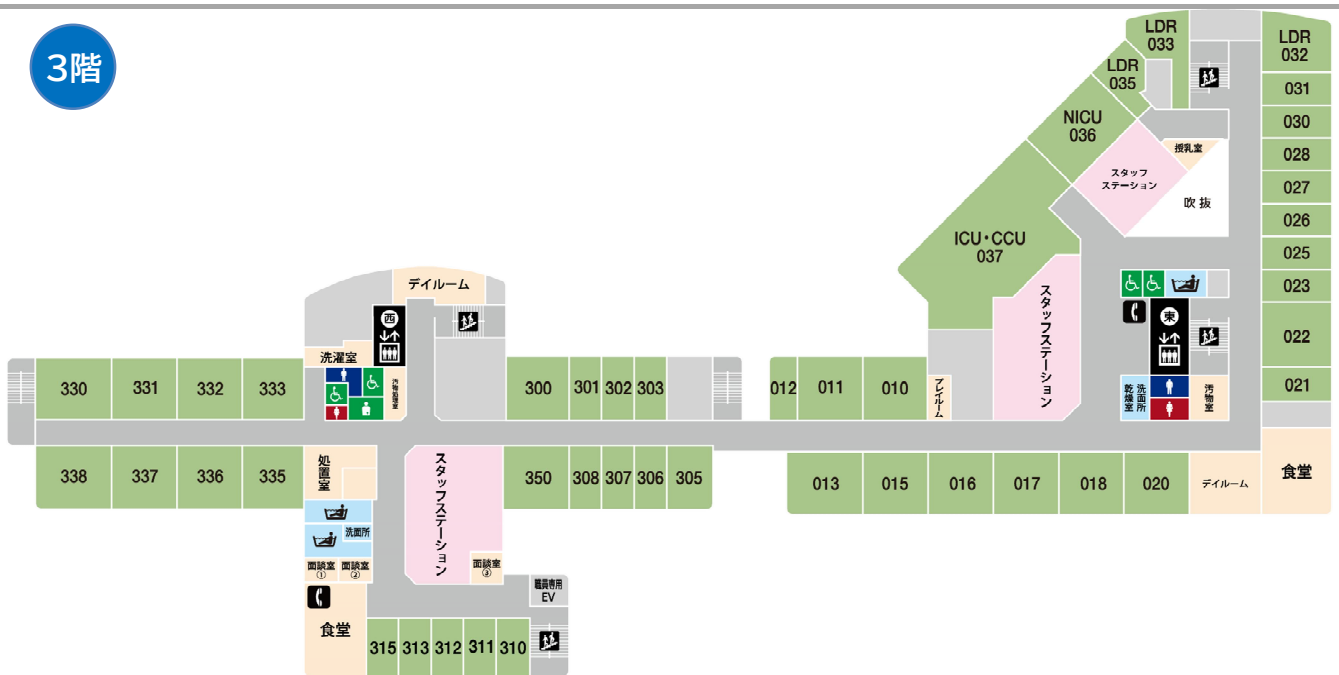 3階
LDR
033
LDR
032
LDR
035
031
NICU
036
030
授乳室
028
スタッフ
ステーション
027
吹抜
026
ICU・CCU
037
025
023
スタッフステーション
東
022
021
プレイルーム
乾燥室
洗面所
汚物室
012
011
010
013
015
016
017
018
020
デイルーム
食堂
デイルーム
西
洗濯室
汚物処理室
330
331
332
333
300
301
302
303
338
337
336
335
処置室
スタッフステーション
350
308
307
306
305
洗面所
面談室
①
面談室
②
面談室
③
職員専用
EV
食堂
315
313
312
311
310